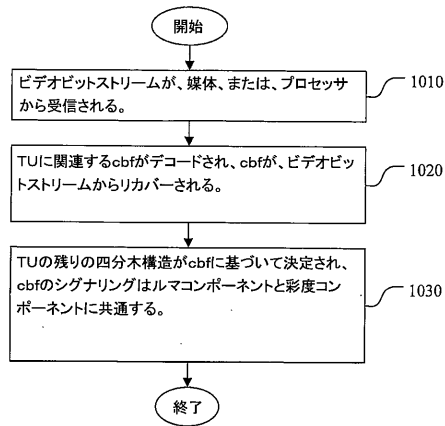 開始
ビデオビットストリームが、媒体、または、プロセッサ
から受信される。
1010
TUに関連するcbfがデコードされ、cbfが、ビデオビッ
トストリームからリカバーされる。
1020
TUの残りの四分木構造がcbfに基づいて決定され、
cbfのシグナリングはルマコンポーネントと彩度コン
ポーネントに共通する。
1030
終了